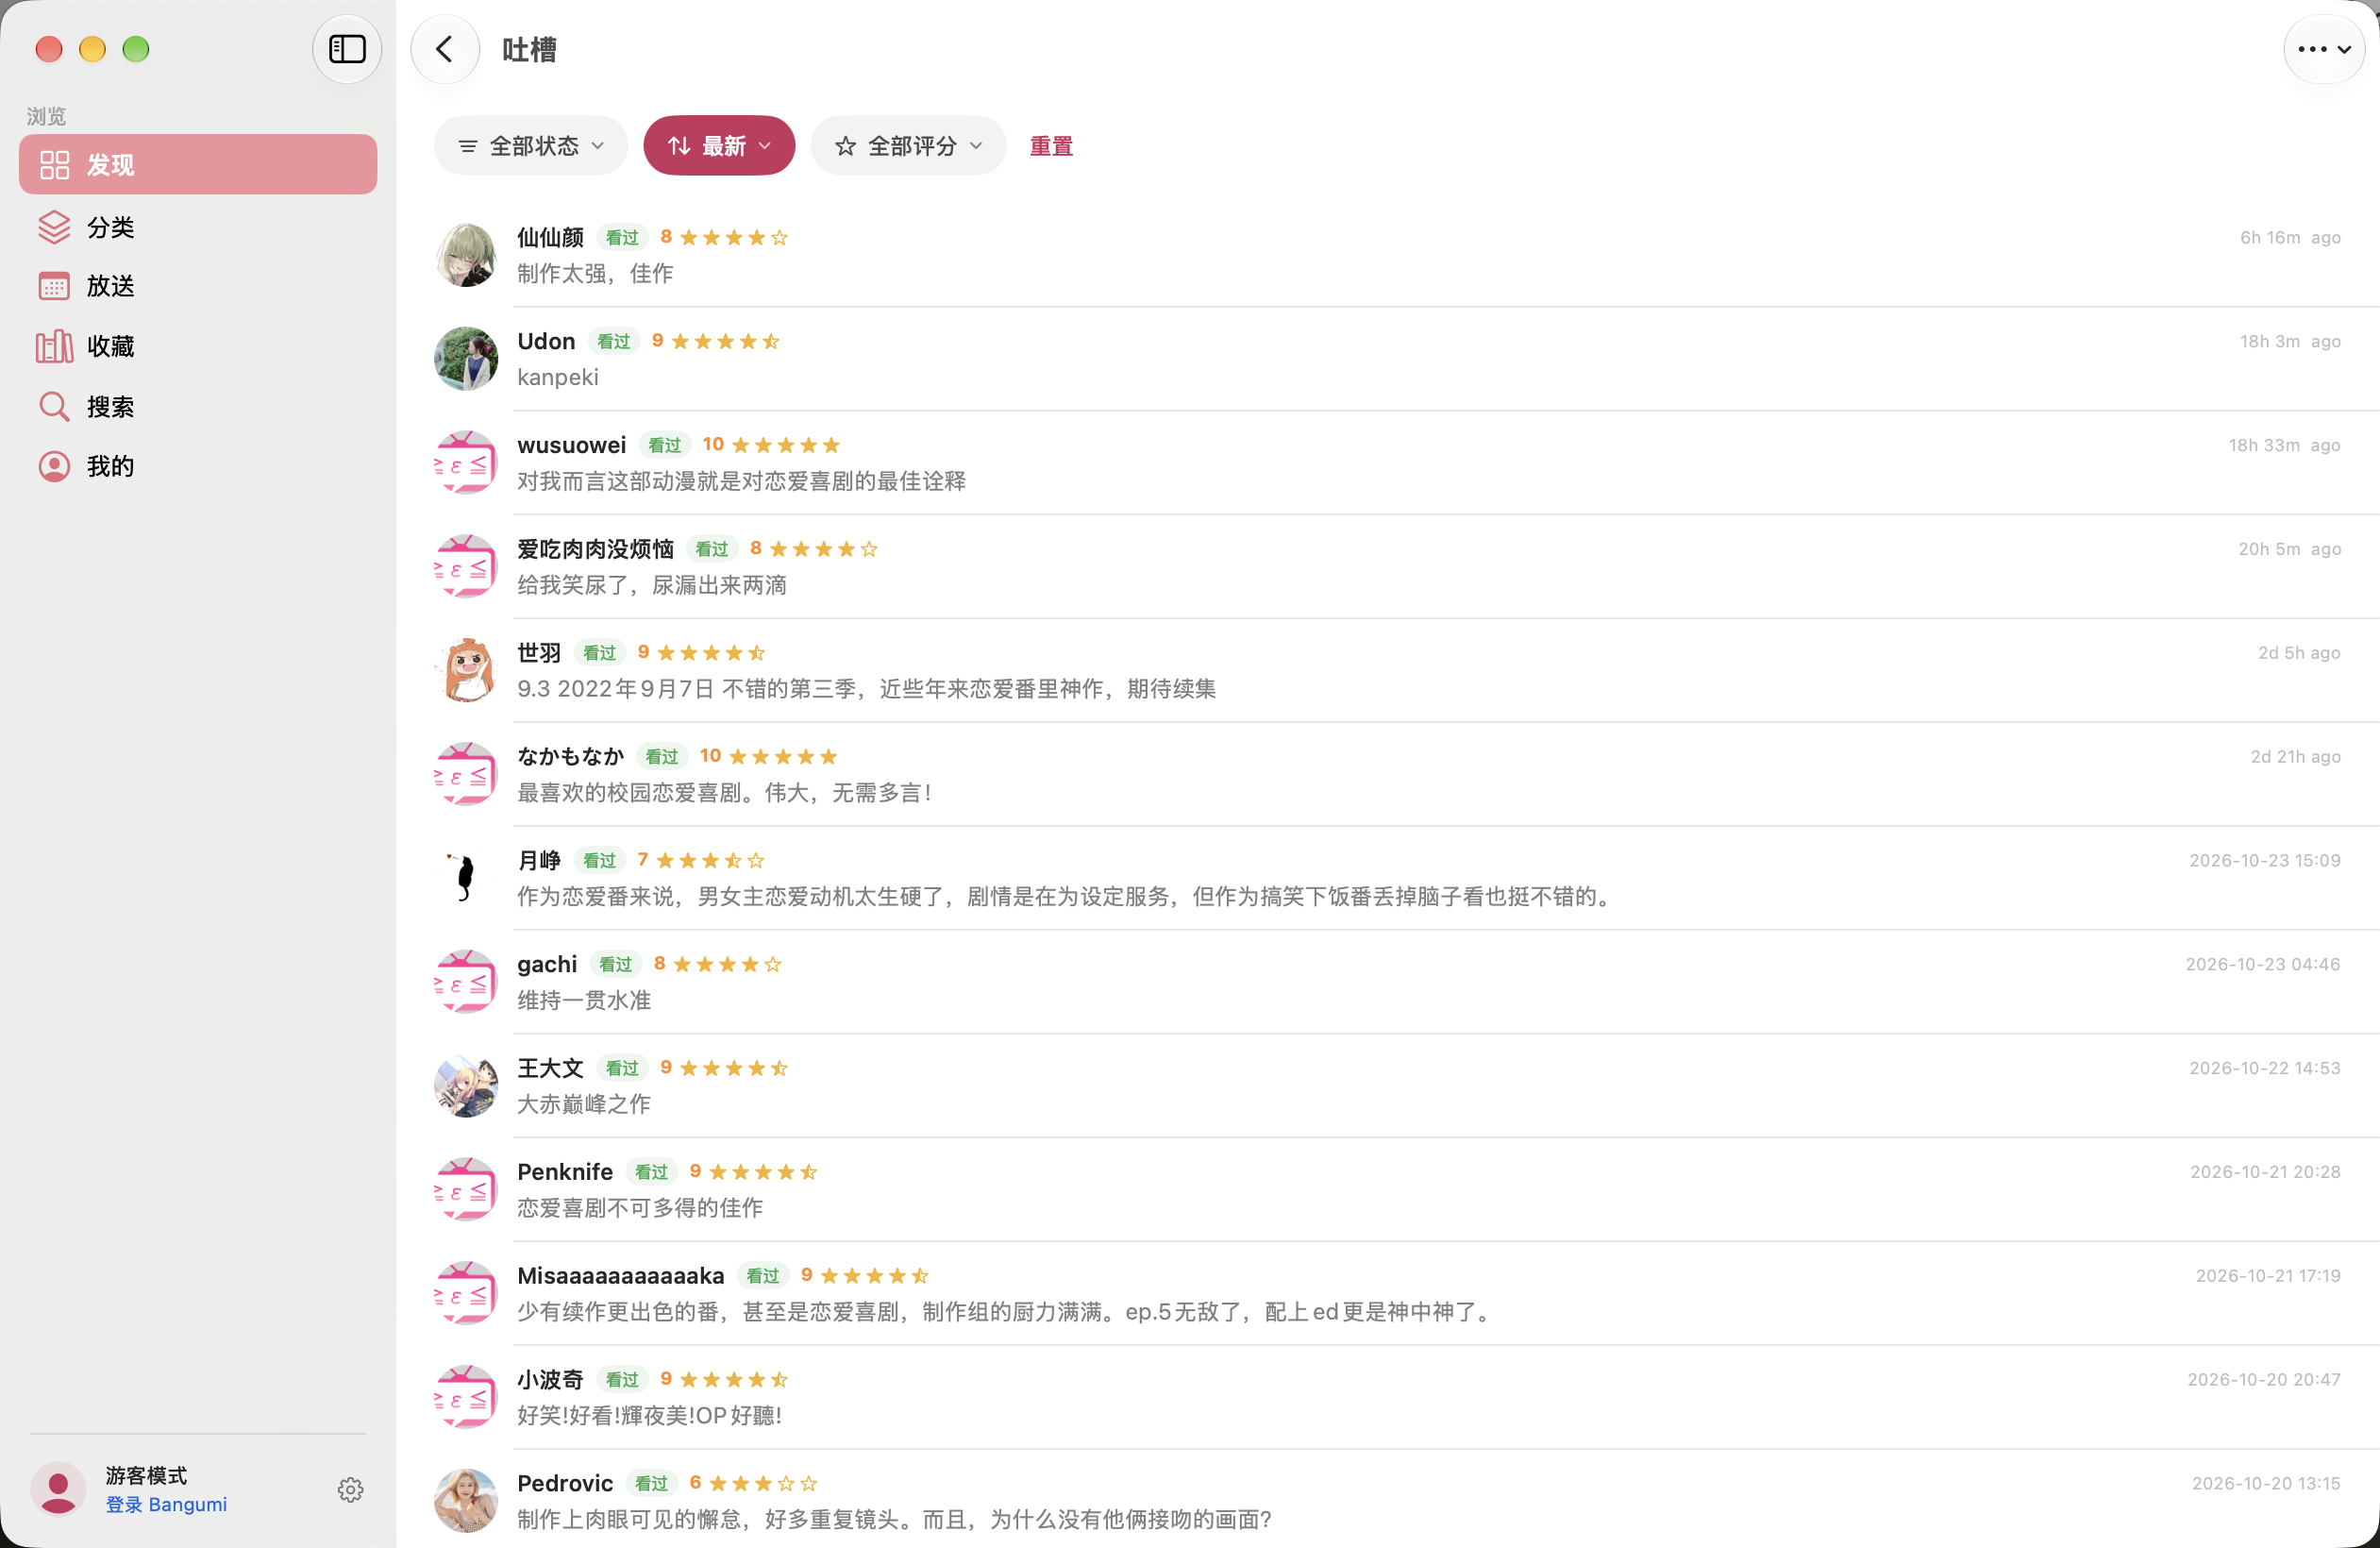 吐槽
浏览
发现
分类
放送
收藏
搜索
我的
游客模式
登录 Bangumi
全部状态
最新
全部评分
重置
仙仙颜 看过 8 6h 16m ago
制作太强，佳作
Udon 看过 9 18h 3m ago
kanpeki
wusuowei 看过 10 18h 33m ago
对我而言这部动漫就是对恋爱喜剧的最佳诠释
爱吃肉肉没烦恼 看过 8 20h 5m ago
给我笑尿了，尿漏出来两滴
世羽 看过 9 2d 5h ago
9.3 2022年9月7日 不错的第三季，近些年来恋爱番里神作，期待续集
なかもなか 看过 10 2d 21h ago
最喜欢的校园恋爱喜剧。伟大，无需多言！
月峥 看过 7 2026-10-23 15:09
作为恋爱番来说，男女主恋爱动机太生硬了，剧情是在为设定服务，但作为搞笑下饭番丢掉脑子看也挺不错的。
gachi 看过 8 2026-10-23 04:46
维持一贯水准
王大文 看过 9 2026-10-22 14:53
大赤巅峰之作
Penknife 看过 9 2026-10-21 20:28
恋爱喜剧不可多得的佳作
Misaaaaaaaaaaaka 看过 9 2026-10-21 17:19
少有续作更出色的番，甚至是恋爱喜剧，制作组的厨力满满。ep.5无敌了，配上ed更是神中神了。
小波奇 看过 9 2026-10-20 20:47
好笑!好看!輝夜美!OP好聽!
Pedrovic 看过 6 2026-10-20 13:15
制作上肉眼可见的懈怠，好多重复镜头。而且，为什么没有他俩接吻的画面?